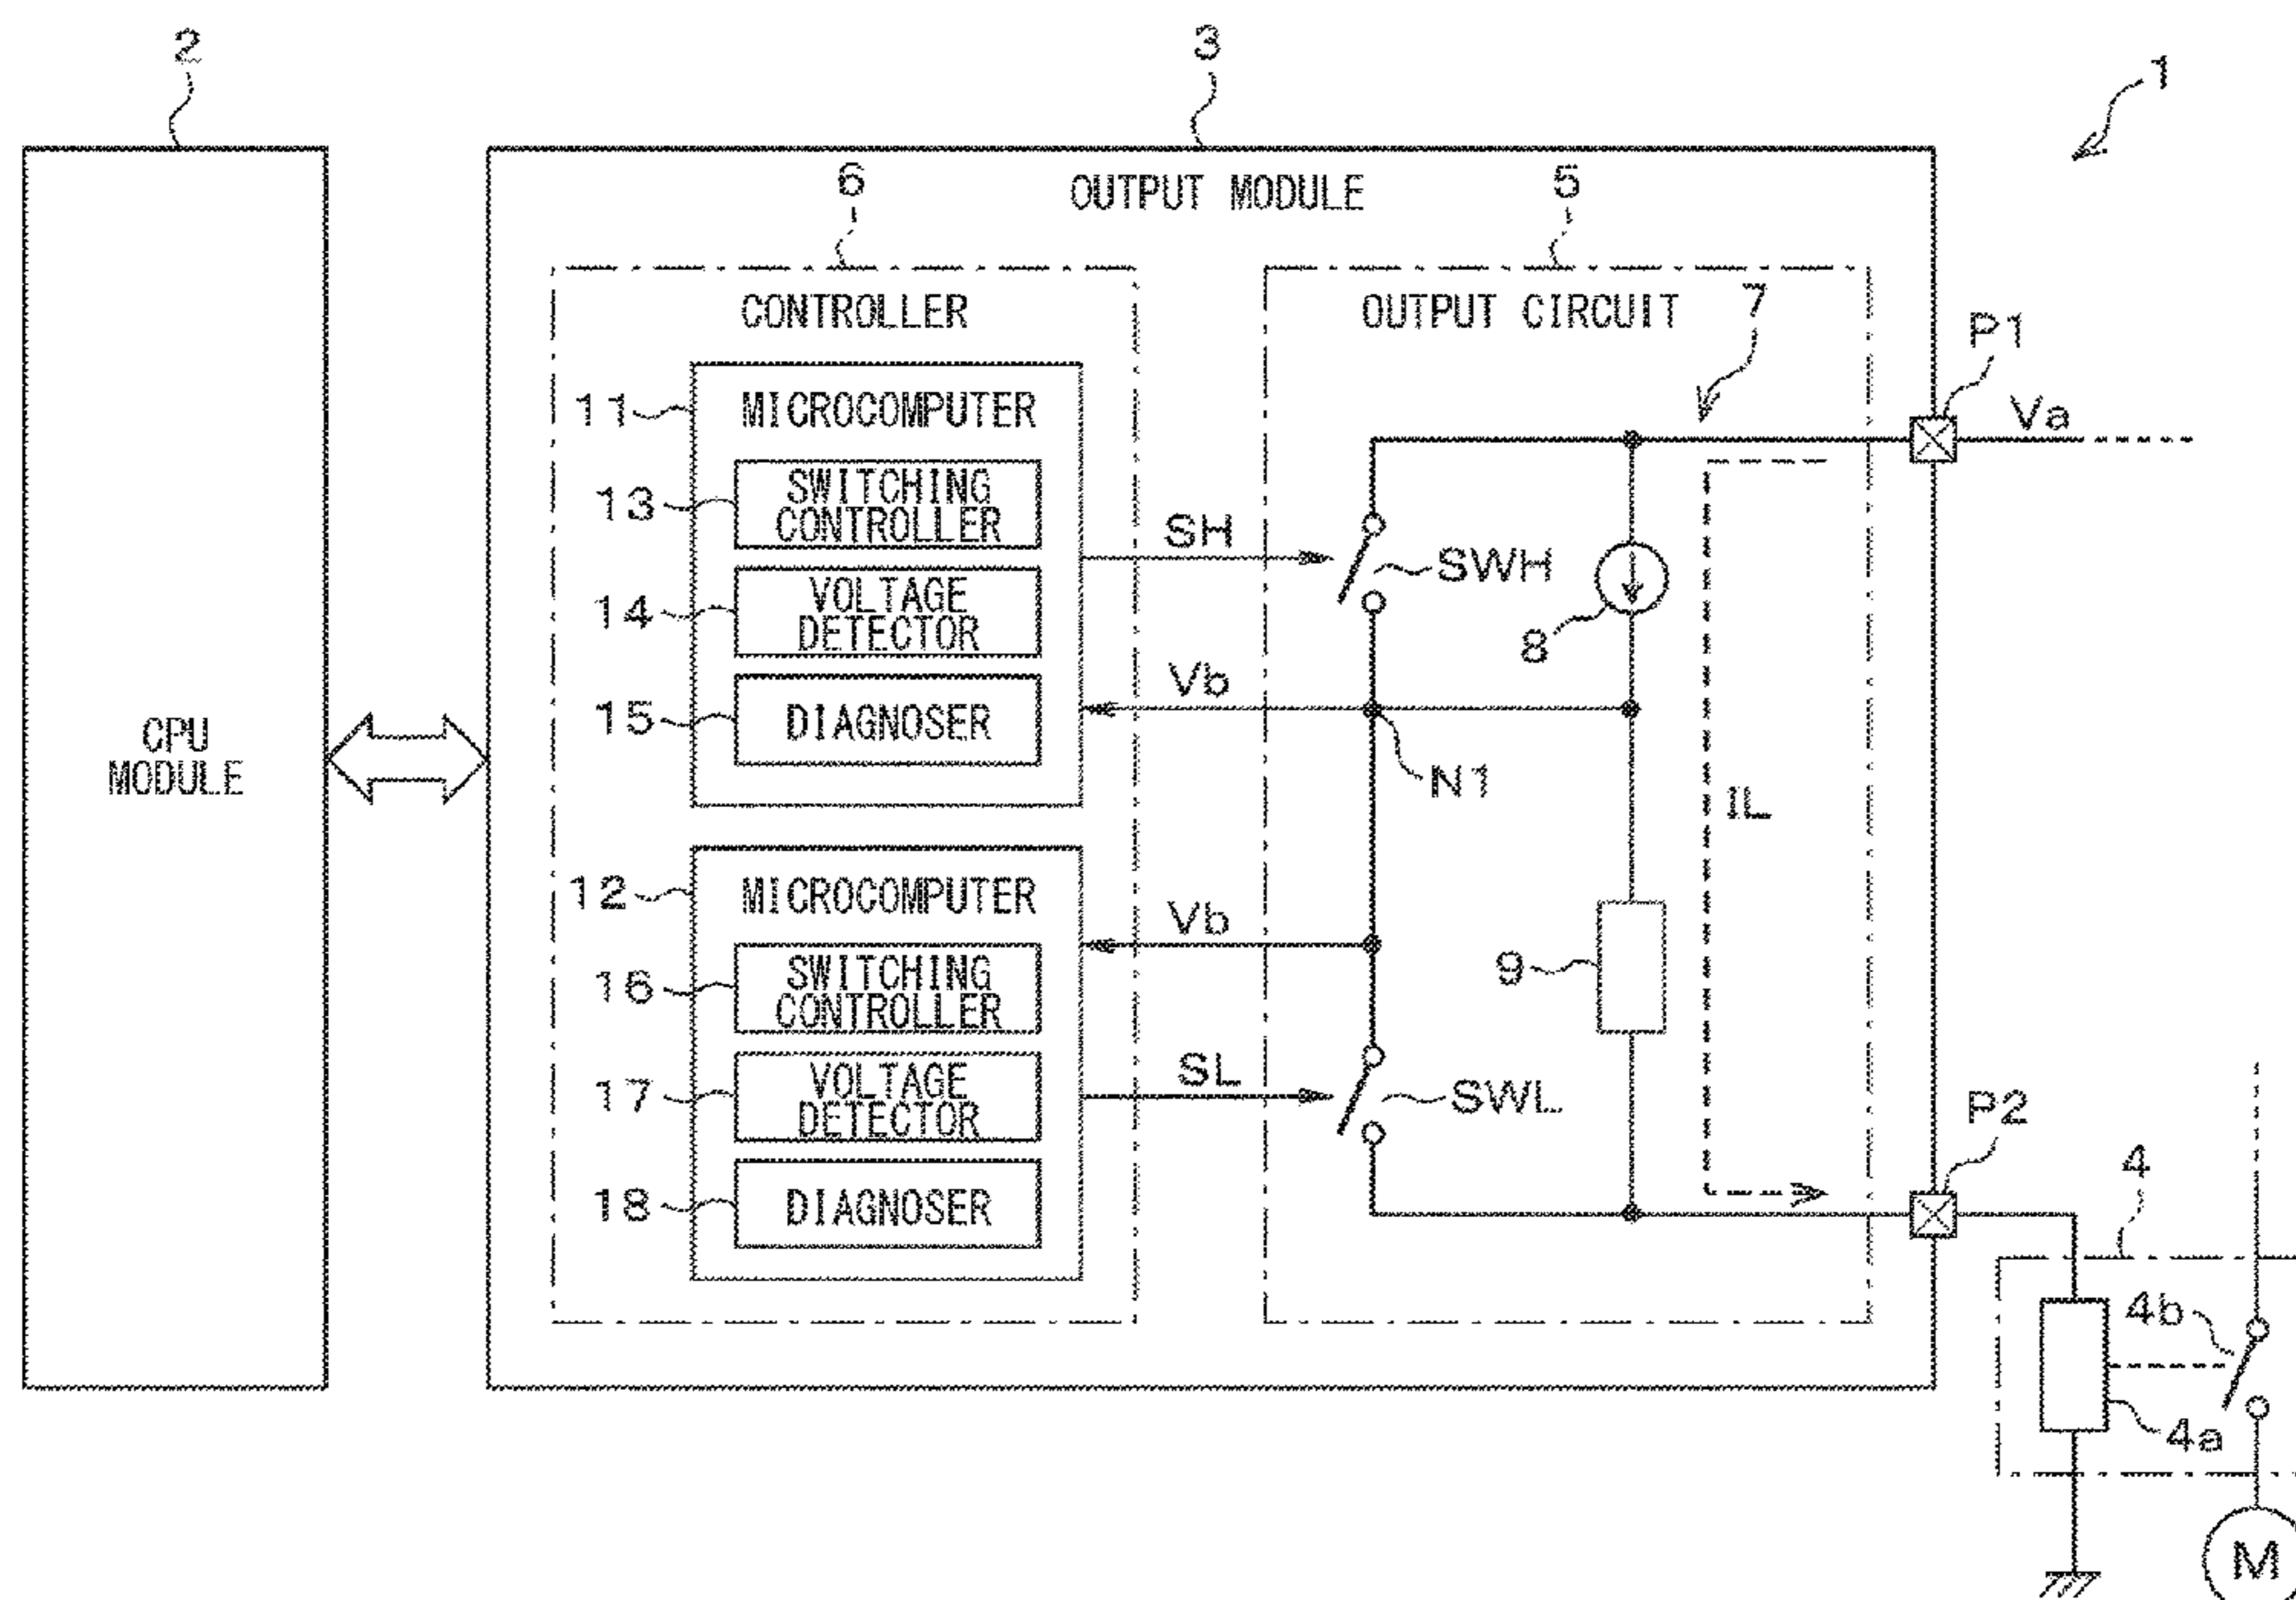 2
3
1
6
OUTPUT MODULE
5
CONTROLLER
OUTPUT CIRCUIT
7
P1
Va
11
MICROCOMPUTER
13
SWITCHING
CONTROLLER
SH
SWH
14
VOLTAGE
DETECTOR
8
Vb
15
DIAGNOSER
CPU
MODULE
N1
IL
12
MICROCOMPUTER
Vb
16
SWITCHING
CONTROLLER
9
17
VOLTAGE
DETECTOR
SL
SWL
P2
4
18
DIAGNOSER
4b
4a
M